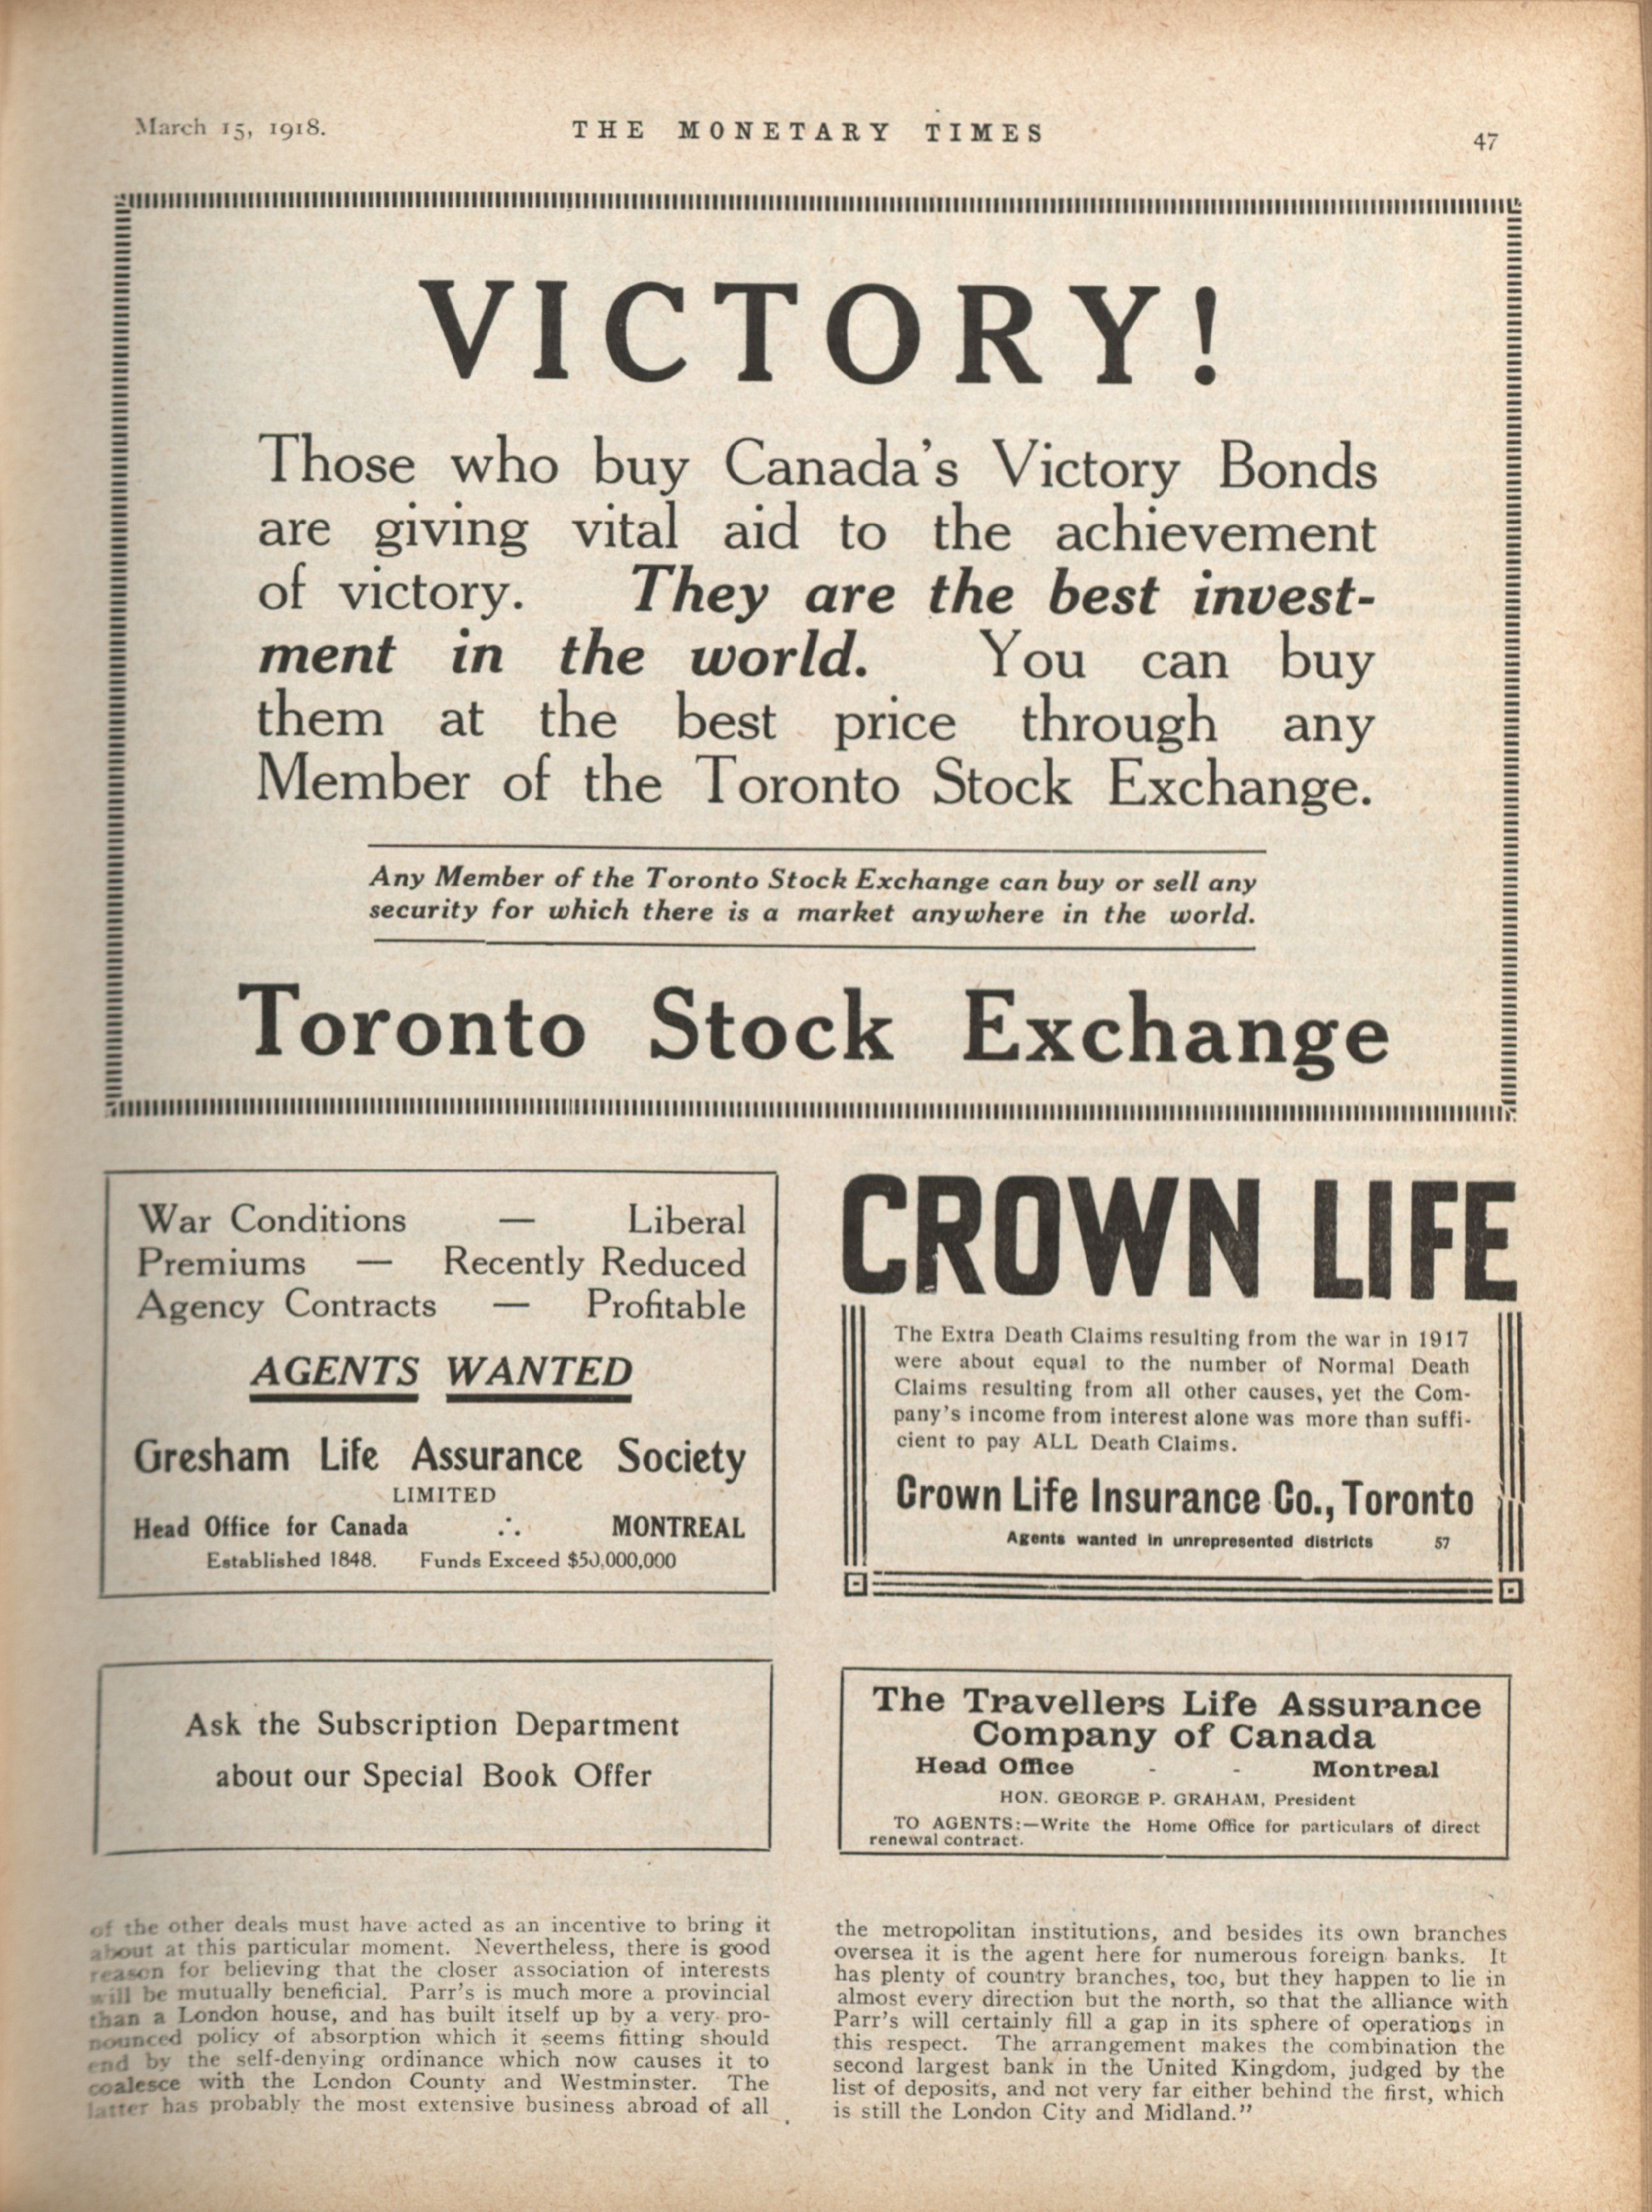 March 15, 1918.
THE MONETARY TIMES
47
VICTORY!
Those who buy Canada's Victory Bonds
are giving vital aid to the achievement
of victory. They are the best invest-
ment in the world. You can buy
them at the best price through any
Member of the Toronto Stock Exchange.
Any Member of the Toronto Stock Exchange can buy or sell any
security for which there is a market anywhere in the world.
Toronto Stock Exchange
War Conditions — Liberal
Premiums — Recently Reduced
Agency Contracts — Profitable
AGENTS WANTED
Gresham Life Assurance Society
LIMITED
Head Office for Canada ∴ MONTREAL
Established 1848. Funds Exceed $50,000,000
CROWN LIFE
The Extra Death Claims resulting from the war in 1917
were about equal to the number of Normal Death
Claims resulting from all other causes, yet the Com-
pany's income from interest alone was more than suffi-
cient to pay ALL Death Claims.
Crown Life Insurance Co., Toronto
Agents wanted in unrepresented districts 57
Ask the Subscription Department
about our Special Book Offer
The Travellers Life Assurance
Company of Canada
Head Office - - Montreal
HON. GEORGE P. GRAHAM, President
TO AGENTS:—Write the Home Office for particulars of direct
renewal contract.
of the other deals must have acted as an incentive to bring it
about at this particular moment. Nevertheless, there is good
reason for believing that the closer association of interests
will be mutually beneficial. Parr's is much more a provincial
than a London house, and has built itself up by a very pro-
nounced policy of absorption which it seems fitting should
end by the self-denying ordinance which now causes it to
coalesce with the London County and Westminster. The
latter has probably the most extensive business abroad of all
the metropolitan institutions, and besides its own branches
oversea it is the agent here for numerous foreign banks. It
has plenty of country branches, too, but they happen to lie in
almost every direction but the north, so that the alliance with
Parr's will certainly fill a gap in its sphere of operations in
this respect. The arrangement makes the combination the
second largest bank in the United Kingdom, judged by the
list of deposits, and not very far either behind the first, which
is still the London City and Midland."